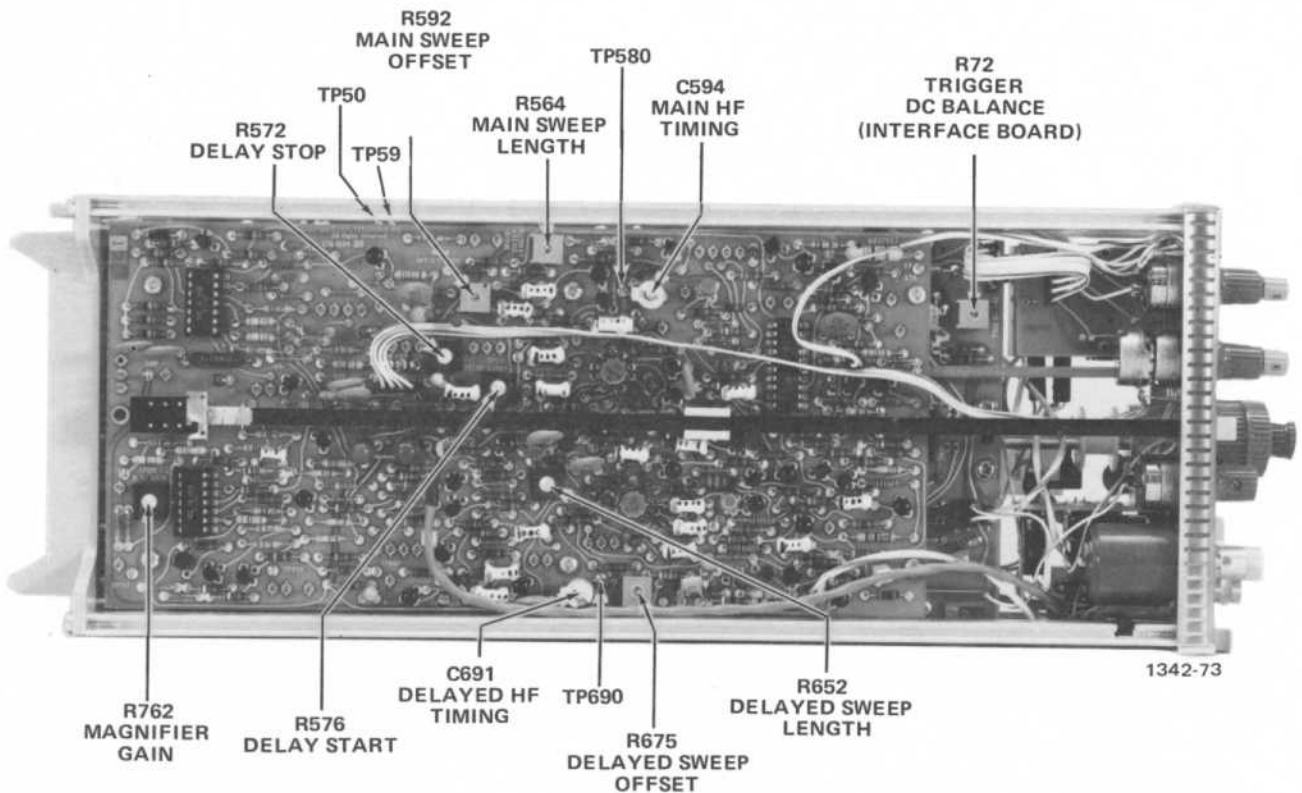 R592
MAIN SWEEP
OFFSET
TP50
R572
DELAY STOP
TP59
R564
MAIN SWEEP
LENGTH
TP580
C594
MAIN HF
TIMING
R72
TRIGGER
DC BALANCE
(INTERFACE BOARD)
1342-73
R762
MAGNIFIER
GAIN
R576
DELAY START
C691
DELAYED HF
TIMING
TP690
R675
DELAYED SWEEP
OFFSET
R652
DELAYED SWEEP
LENGTH